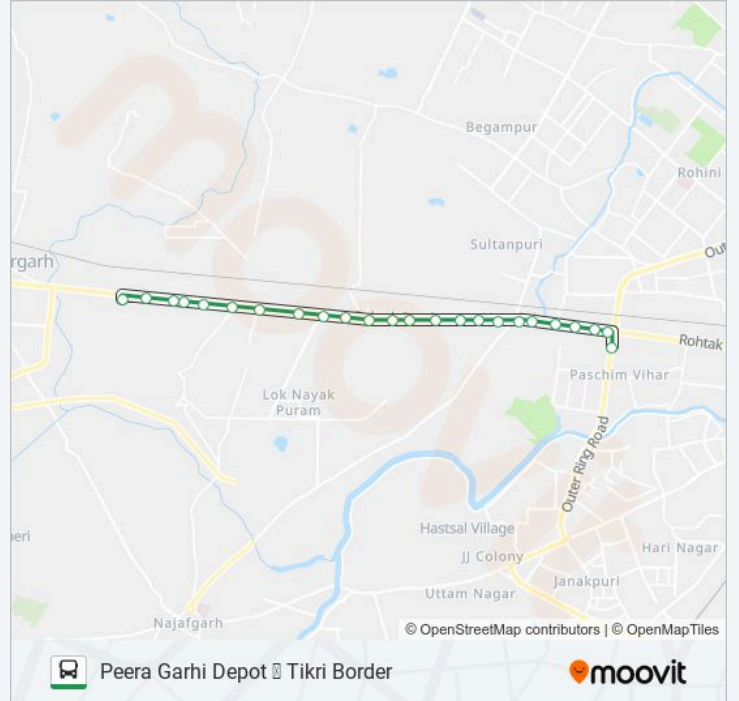 Begampur
Rohini
Sultanpuri
Out
rgarh
Rohtak
Paschim Vihar
Lok Nayak
Puram
Outer Ring Road
Hastsal Village
eri
JJ Colony
Hari Nagar
Janakpuri
Uttam Nagar
Najafgarh
© OpenStreetMap contributors | © OpenMapTiles
Peera Garhi Depot  Tikri Border
moovit